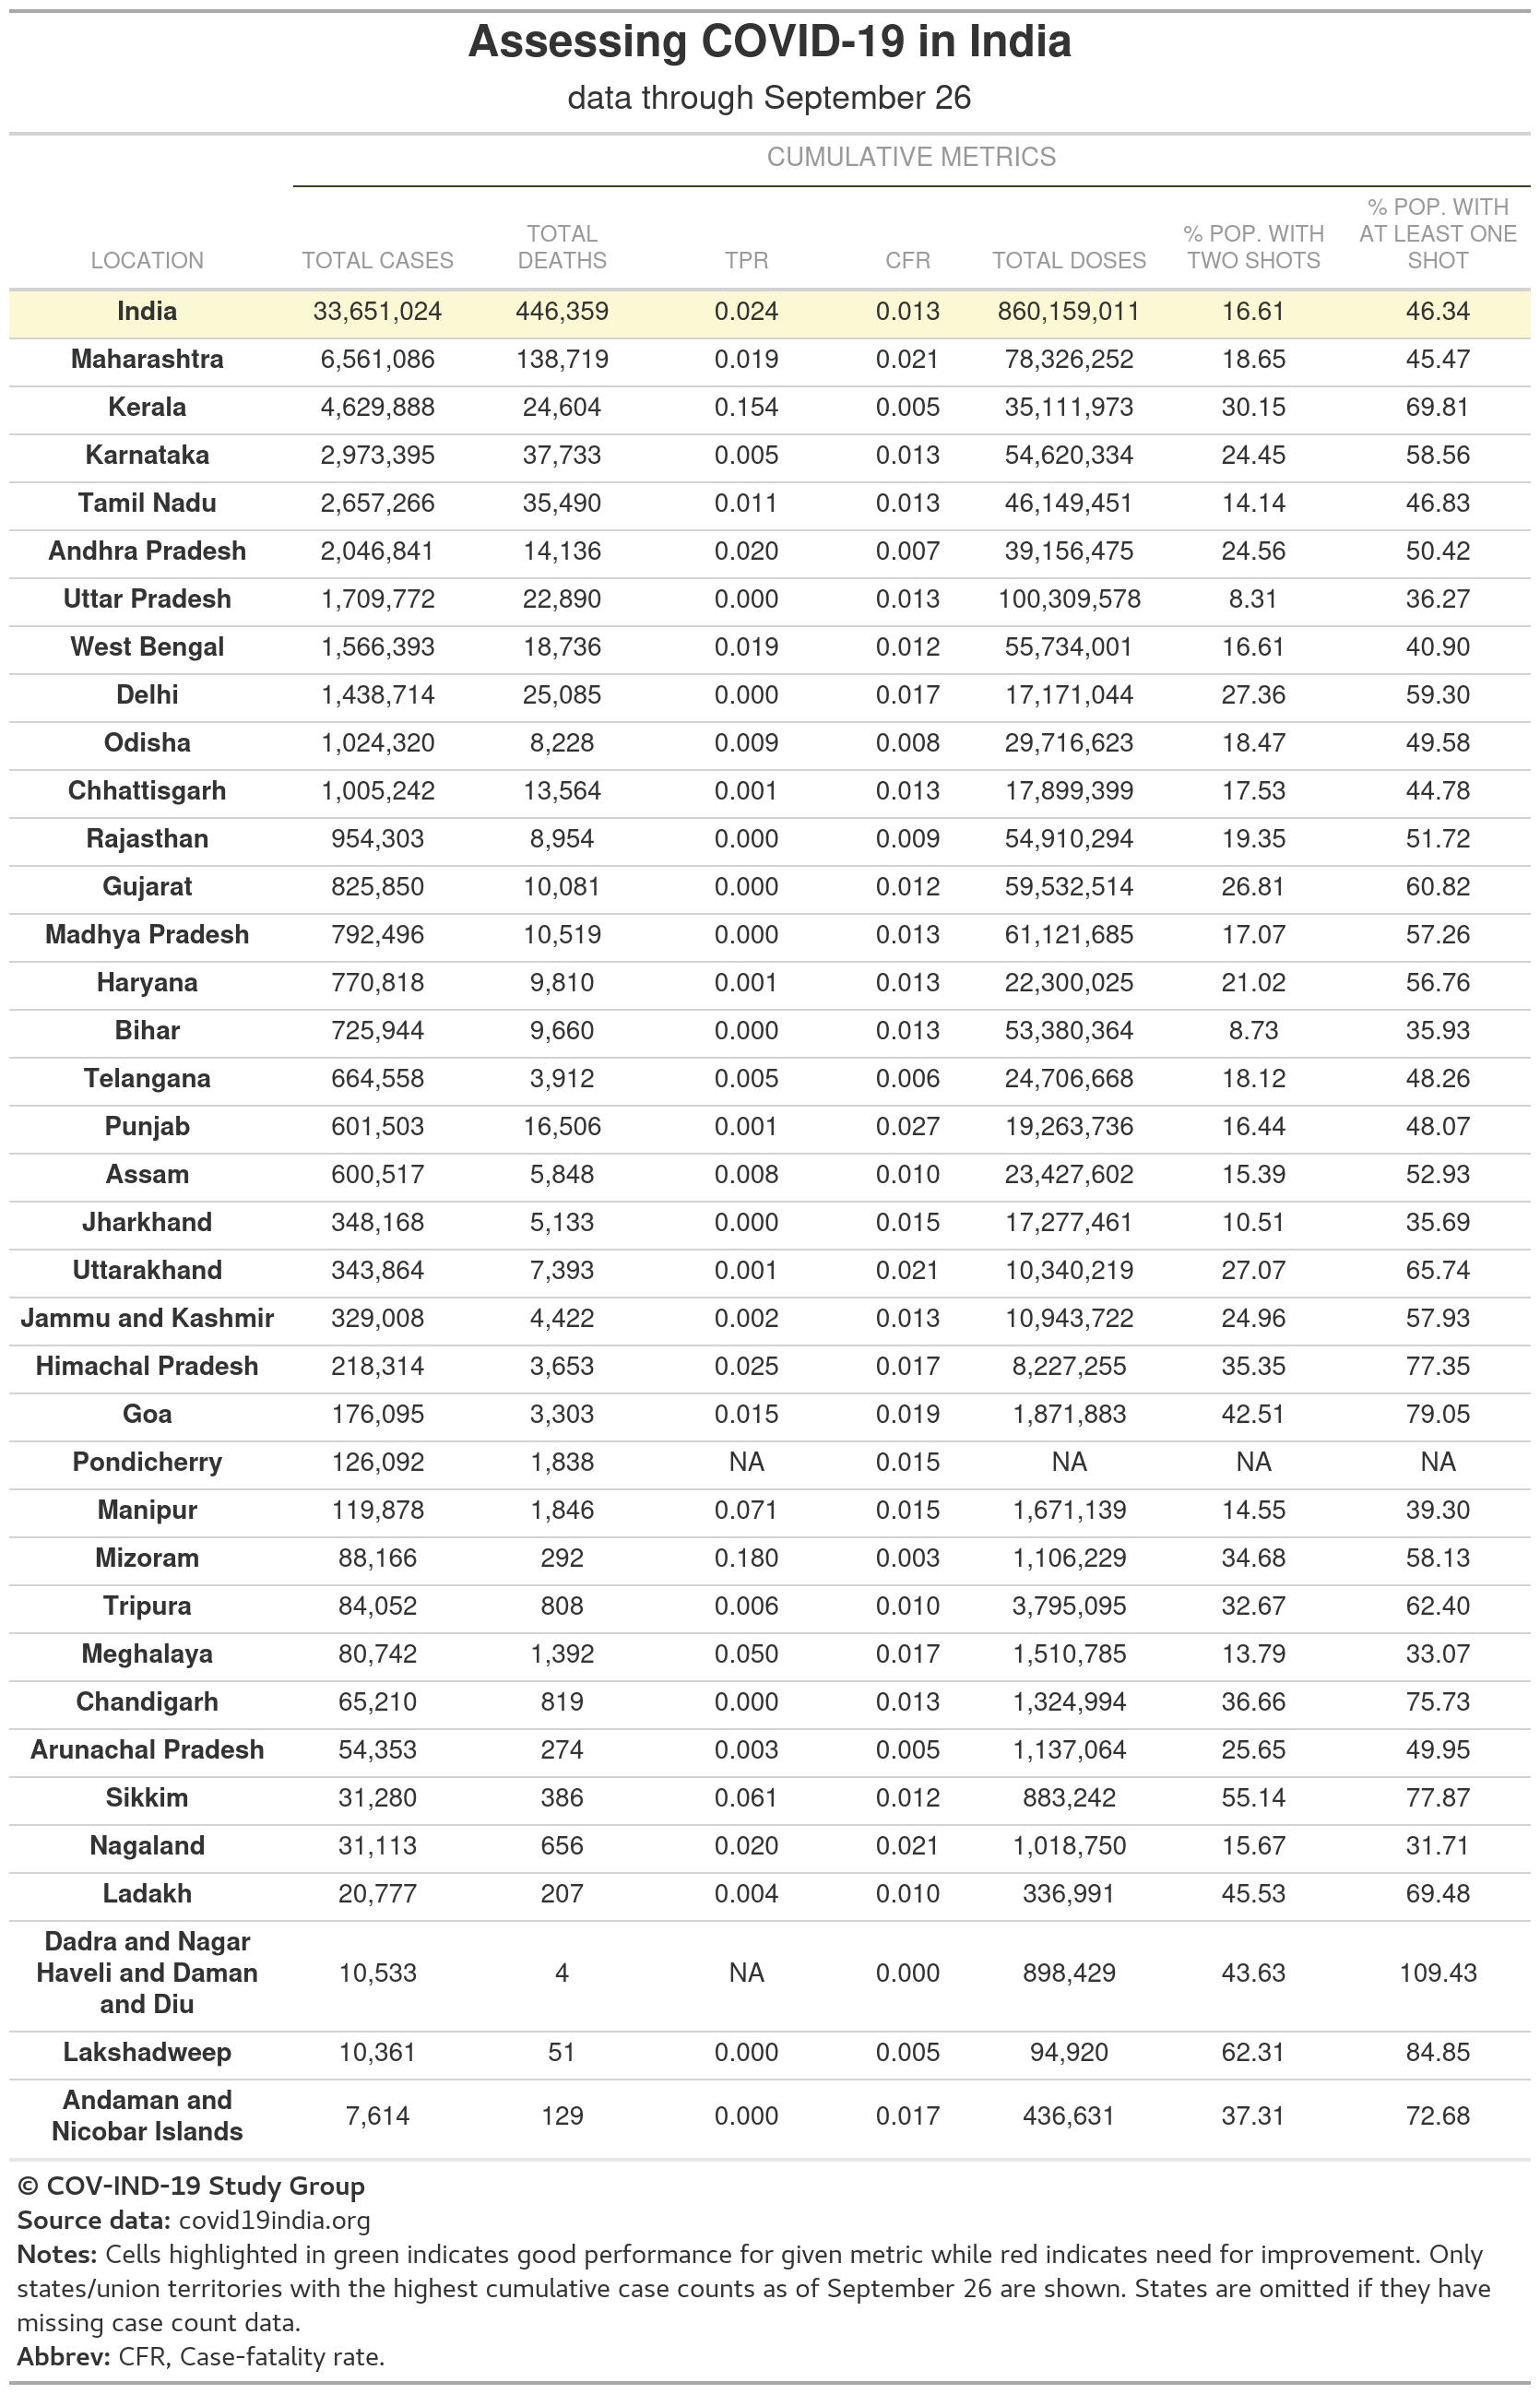 Assessing COVID-19 in India
data through September 26
CUMULATIVE METRICS
LOCATION TOTAL CASES TOTAL DEATHS TPR CFR TOTAL DOSES % POP. WITH TWO SHOTS % POP. WITH AT LEAST ONE SHOT
India 33,651,024 446,359 0.024 0.013 860,159,011 16.61 46.34
Maharashtra 6,561,086 138,719 0.019 0.021 78,326,252 18.65 45.47
Kerala 4,629,888 24,604 0.154 0.005 35,111,973 30.15 69.81
Karnataka 2,973,395 37,733 0.005 0.013 54,620,334 24.45 58.56
Tamil Nadu 2,657,266 35,490 0.011 0.013 46,149,451 14.14 46.83
Andhra Pradesh 2,046,841 14,136 0.020 0.007 39,156,475 24.56 50.42
Uttar Pradesh 1,709,772 22,890 0.000 0.013 100,309,578 8.31 36.27
West Bengal 1,566,393 18,736 0.019 0.012 55,734,001 16.61 40.90
Delhi 1,438,714 25,085 0.000 0.017 17,171,044 27.36 59.30
Odisha 1,024,320 8,228 0.009 0.008 29,716,623 18.47 49.58
Chhattisgarh 1,005,242 13,564 0.001 0.013 17,899,399 17.53 44.78
Rajasthan 954,303 8,954 0.000 0.009 54,910,294 19.35 51.72
Gujarat 825,850 10,081 0.000 0.012 59,532,514 26.81 60.82
Madhya Pradesh 792,496 10,519 0.000 0.013 61,121,685 17.07 57.26
Haryana 770,818 9,810 0.001 0.013 22,300,025 21.02 56.76
Bihar 725,944 9,660 0.000 0.013 53,380,364 8.73 35.93
Telangana 664,558 3,912 0.005 0.006 24,706,668 18.12 48.26
Punjab 601,503 16,506 0.001 0.027 19,263,736 16.44 48.07
Assam 600,517 5,848 0.008 0.010 23,427,602 15.39 52.93
Jharkhand 348,168 5,133 0.000 0.015 17,277,461 10.51 35.69
Uttarakhand 343,864 7,393 0.001 0.021 10,340,219 27.07 65.74
Jammu and Kashmir 329,008 4,422 0.002 0.013 10,943,722 24.96 57.93
Himachal Pradesh 218,314 3,653 0.025 0.017 8,227,255 35.35 77.35
Goa 176,095 3,303 0.015 0.019 1,871,883 42.51 79.05
Pondicherry 126,092 1,838 NA 0.015 NA NA NA
Manipur 119,878 1,846 0.071 0.015 1,671,139 14.55 39.30
Mizoram 88,166 292 0.180 0.003 1,106,229 34.68 58.13
Tripura 84,052 808 0.006 0.010 3,795,095 32.67 62.40
Meghalaya 80,742 1,392 0.050 0.017 1,510,785 13.79 33.07
Chandigarh 65,210 819 0.000 0.013 1,324,994 36.66 75.73
Arunachal Pradesh 54,353 274 0.003 0.005 1,137,064 25.65 49.95
Sikkim 31,280 386 0.061 0.012 883,242 55.14 77.87
Nagaland 31,113 656 0.020 0.021 1,018,750 15.67 31.71
Ladakh 20,777 207 0.004 0.010 336,991 45.53 69.48
Dadra and Nagar Haveli and Daman and Diu 10,533 4 NA 0.000 898,429 43.63 109.43
Lakshadweep 10,361 51 0.000 0.005 94,920 62.31 84.85
Andaman and Nicobar Islands 7,614 129 0.000 0.017 436,631 37.31 72.68
© COV-IND-19 Study Group
Source data: covid19india.org
Notes: Cells highlighted in green indicates good performance for given metric while red indicates need for improvement. Only
states/union territories with the highest cumulative case counts as of September 26 are shown. States are omitted if they have
missing case count data.
Abbrev: CFR, Case-fatality rate.